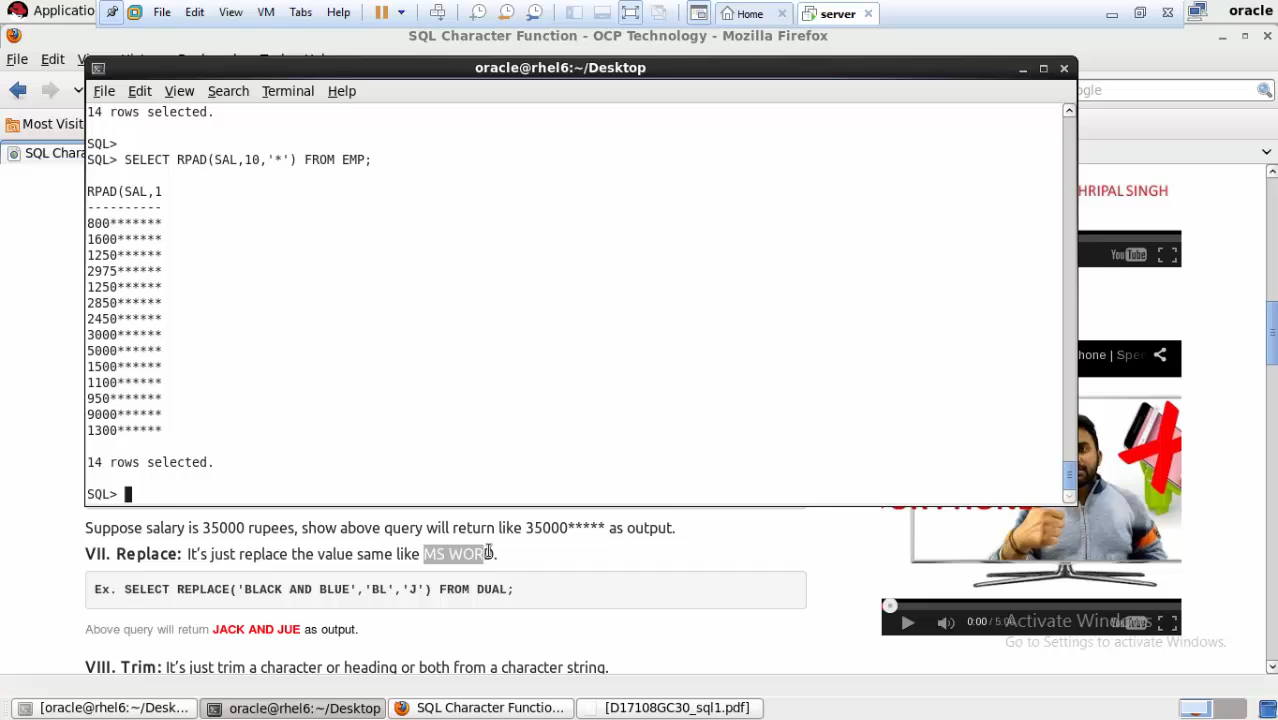 Applications
File Edit View VM Tabs Help
Home
server
oracle
SQL Character Function - OCP Technology - Mozilla Firefox
File Edit
oracle@rhel6:~/Desktop
File Edit View Search Terminal Help
Most Visit
SQL Chara
14 rows selected.
SQL>
SQL> SELECT RPAD(SAL,10,'*') FROM EMP;
RPAD(SAL,1
----------
800*******
1600******
1250******
2975******
1250******
2850******
2450******
3000******
5000******
1500******
1100******
950*******
9000******
1300******
14 rows selected.
SQL>
HRIPAL SINGH
YouTube
hone | Spe
Suppose salary is 35000 rupees, show above query will return like 35000***** as output.
VII. Replace: It's just replace the value same like MS WORD.
Ex. SELECT REPLACE('BLACK AND BLUE','BL','J') FROM DUAL;
Above query will return JACK AND JUE as output.
VIII. Trim: It's just trim a character or heading or both from a character string.
0:00 / 5:0
YouTube
Activate Windows
Go to Settings to activate Windows.
[oracle@rhel6:~/Desk...
oracle@rhel6:~/Desktop
SQL Character Functio...
[D17108GC30_sql1.pdf]